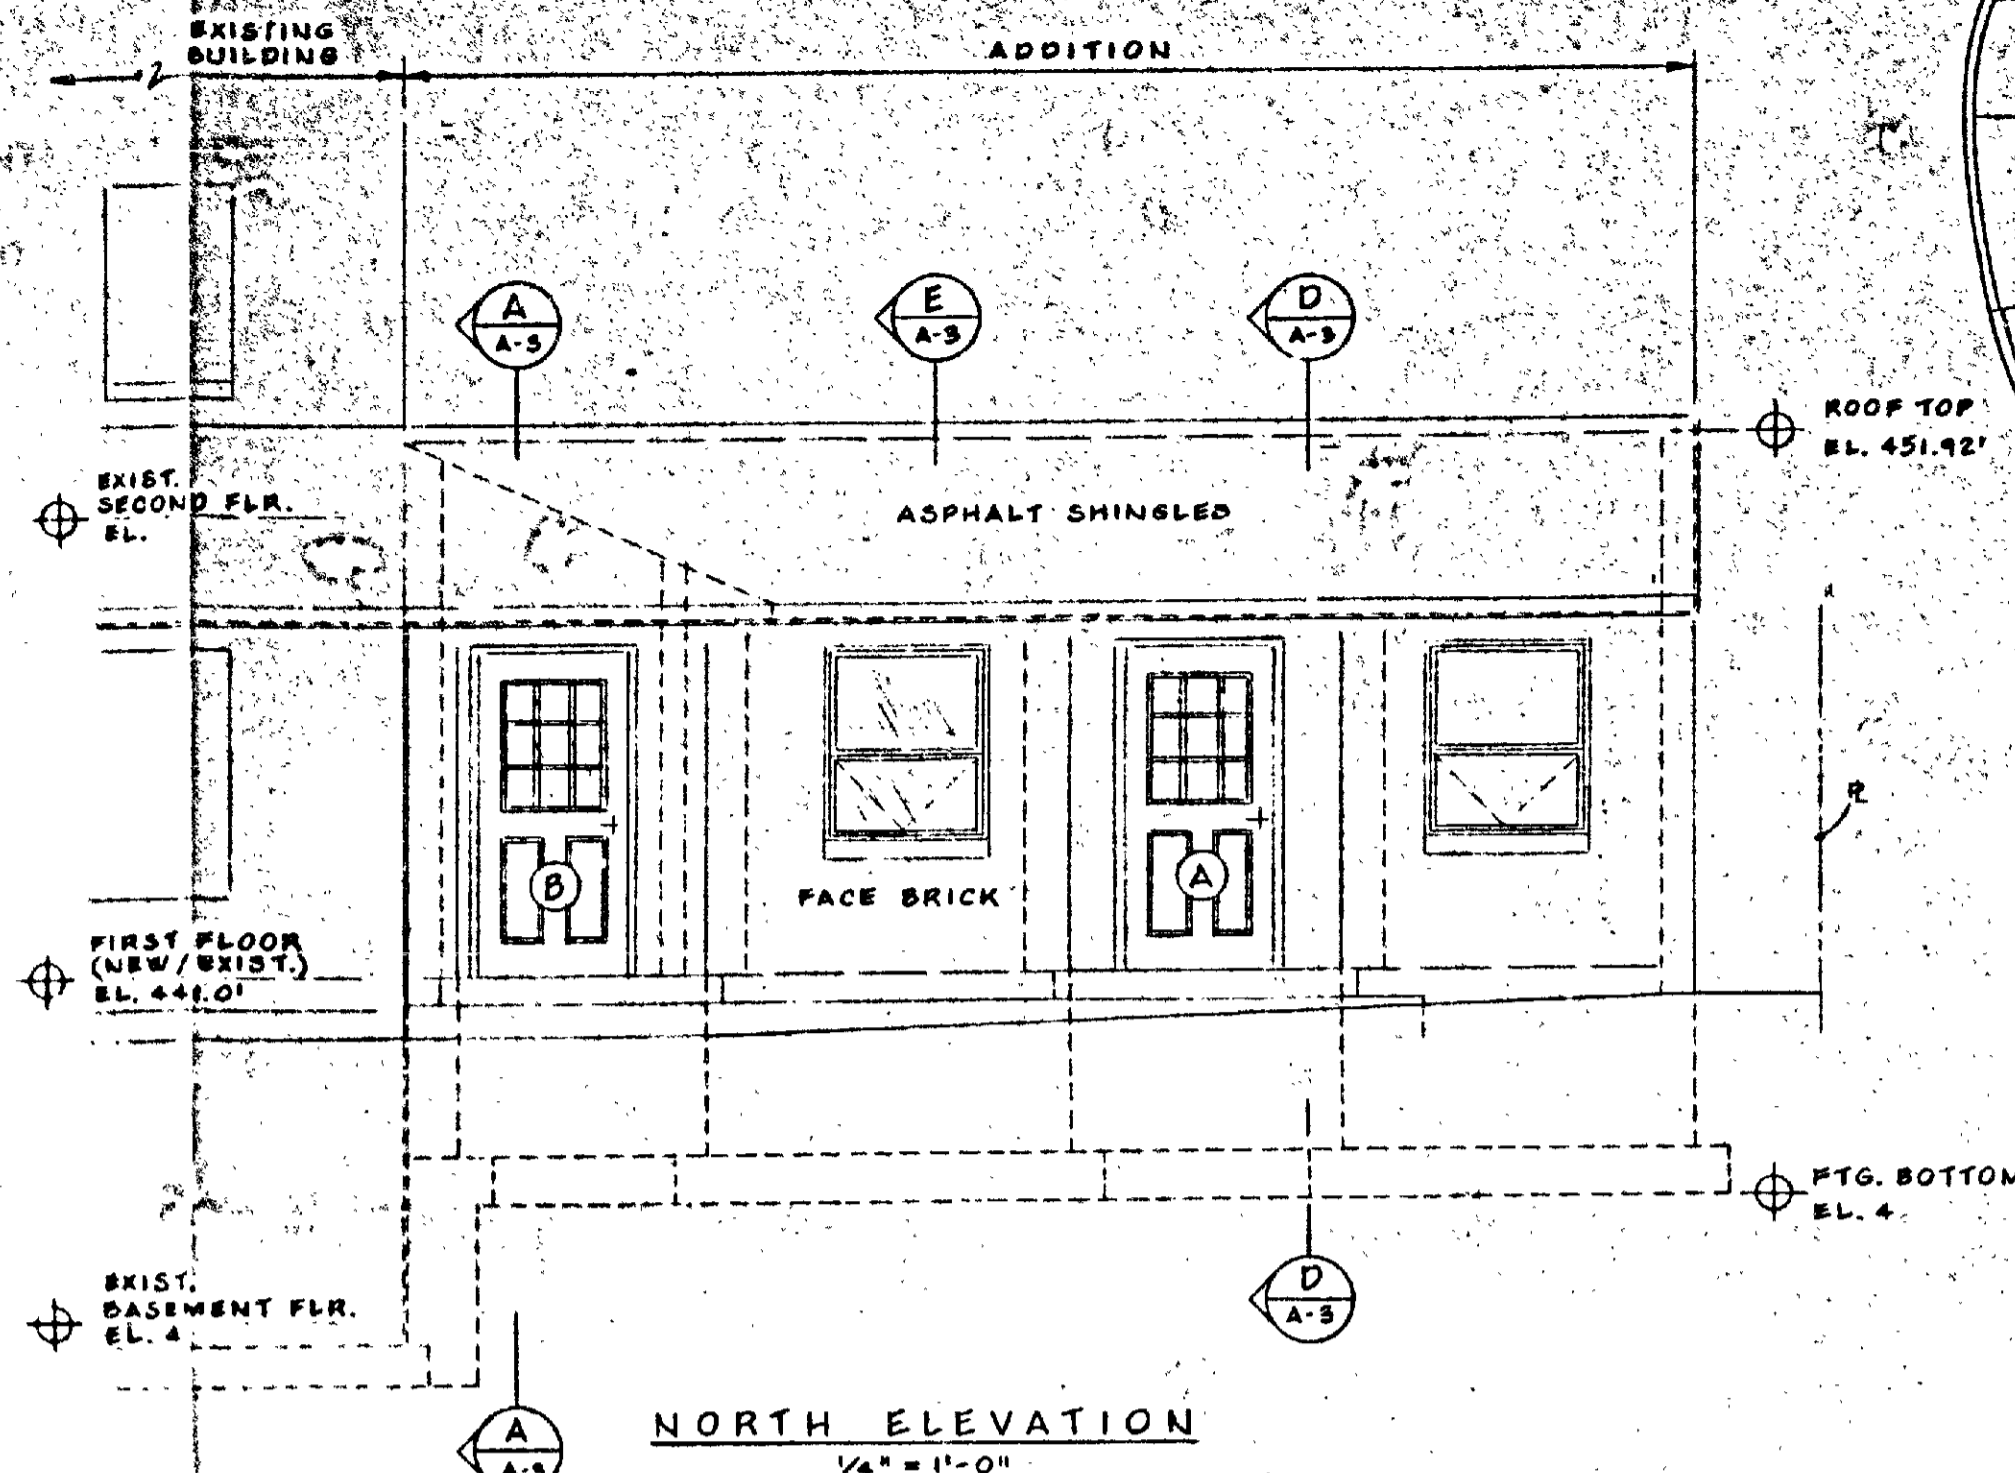 EXISTING
BUILDING
ADDITION
A
A-3
E
A-3
D
A-3
ROOF TOP
EL. 451.92'
EXIST.
SECOND FLR.
EL.
ASPHALT SHINGLES
B
FACE BRICK
A
FIRST FLOOR
(NEW/EXIST.)
EL. 441.0'
FTG. BOTTOM
EL. 4
EXIST.
BASEMENT FLR.
EL. 4
D
A-3
A
A-3
NORTH ELEVATION
1/4" = 1'-0"